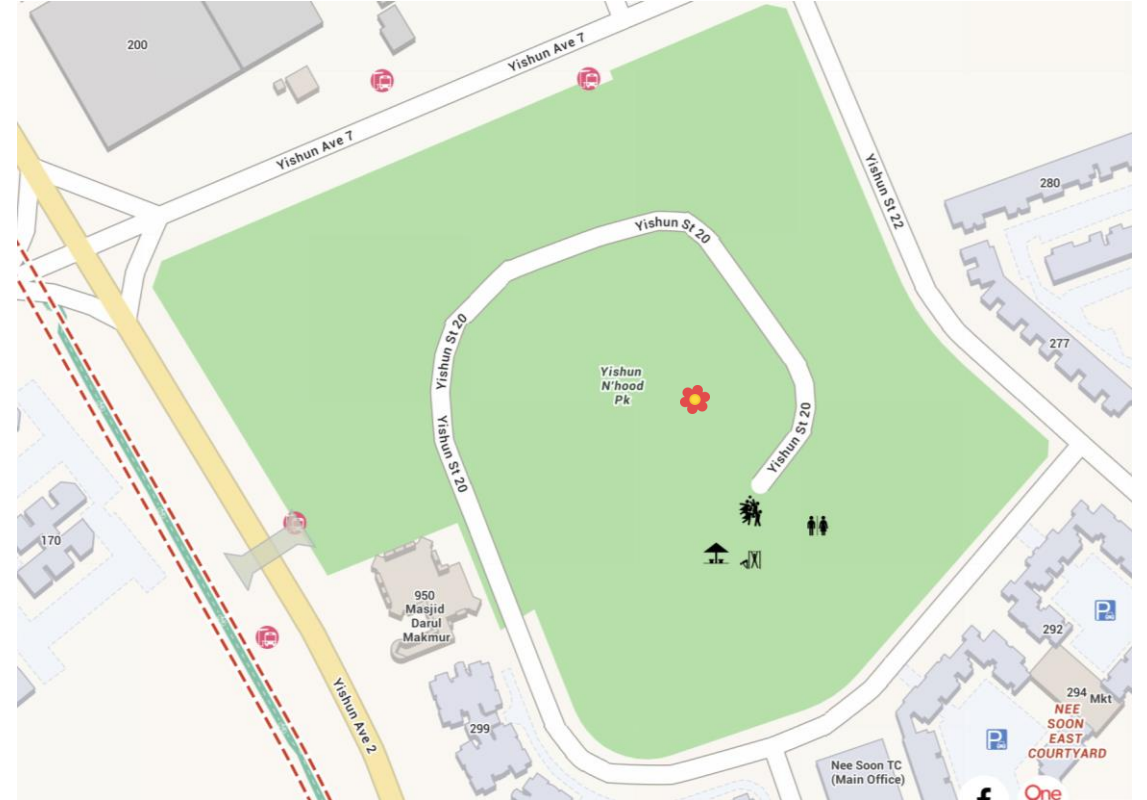 200
Yishun Ave 7
Yishun Ave 7
Yishun St 22
280
277
Yishun St 20
Yishun St 20
Yishun St 20
Yishun St 20
Yishun
N'hood
Pk
170
950
Masjid
Darul
Makmur
Yishun Ave 2
299
292
294 Mkt
NEE
SOON
EAST
COURTYARD
P
P
Nee Soon TC
(Main Office)
f
One